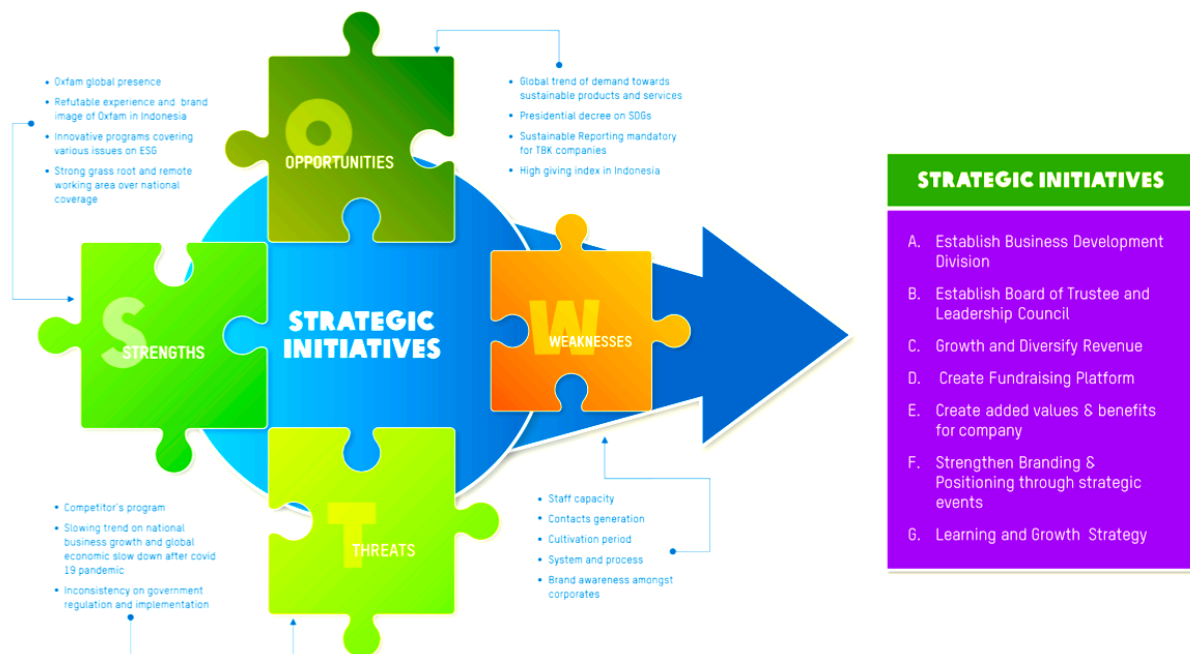 • Oxfam global presence
• Refutable experience and brand
image of Oxfam in Indonesia
• Innovative programs covering
various issues on ESG
• Strong grass root and remote
working area over national
coverage
O
OPPORTUNITIES
• Global trend of demand towards
sustainable products and services
• Presidential decree on SDGs
• Sustainable Reporting mandatory
for TBK companies
• High giving index in Indonesia
S
STRENGTHS
STRATEGIC
INITIATIVES
W
WEAKNESSES
• Competitor's program
• Slowing trend on national
business growth and global
economic slow down after covid
19 pandemic
• Inconsistency on government
regulation and implementation
T
THREATS
• Staff capacity
• Contacts generation
• Cultivation period
• System and process
• Brand awareness amongst
corporates
STRATEGIC INITIATIVES
A. Establish Business Development
Division
B. Establish Board of Trustee and
Leadership Council
C. Growth and Diversify Revenue
D. Create Fundraising Platform
E. Create added values & benefits
for company
F. Strengthen Branding &
Positioning through strategic
events
G. Learning and Growth Strategy